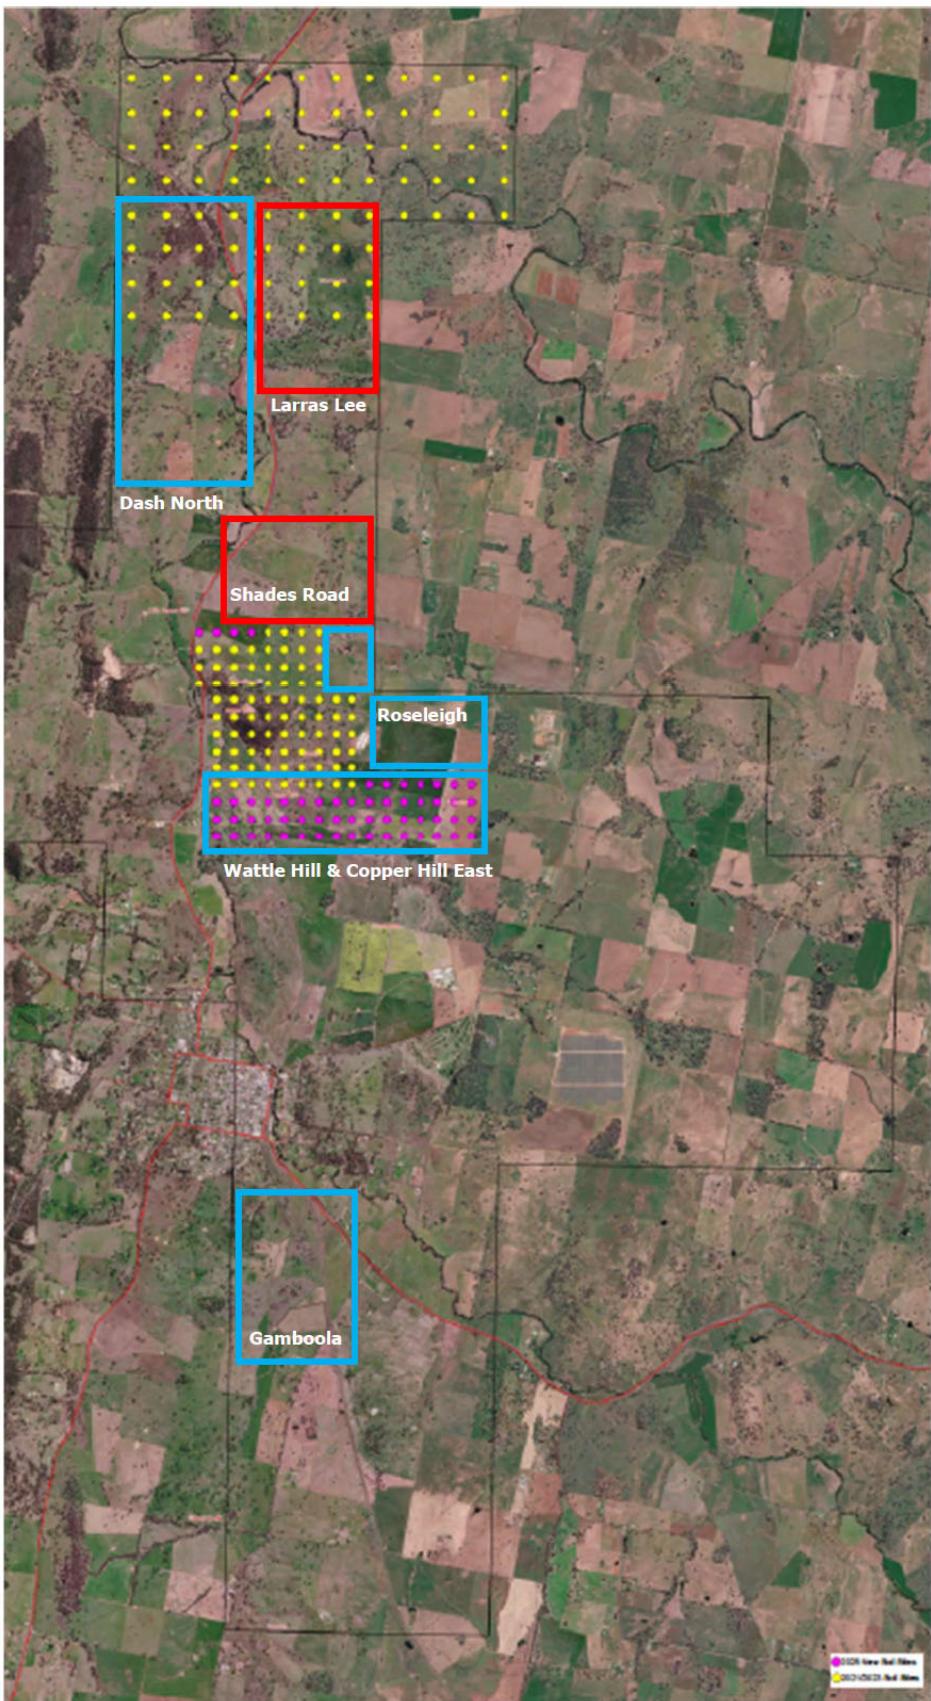 Larras Lee
Dash North
Shades Road
Roseleigh
Wattle Hill & Copper Hill East
Gamboola